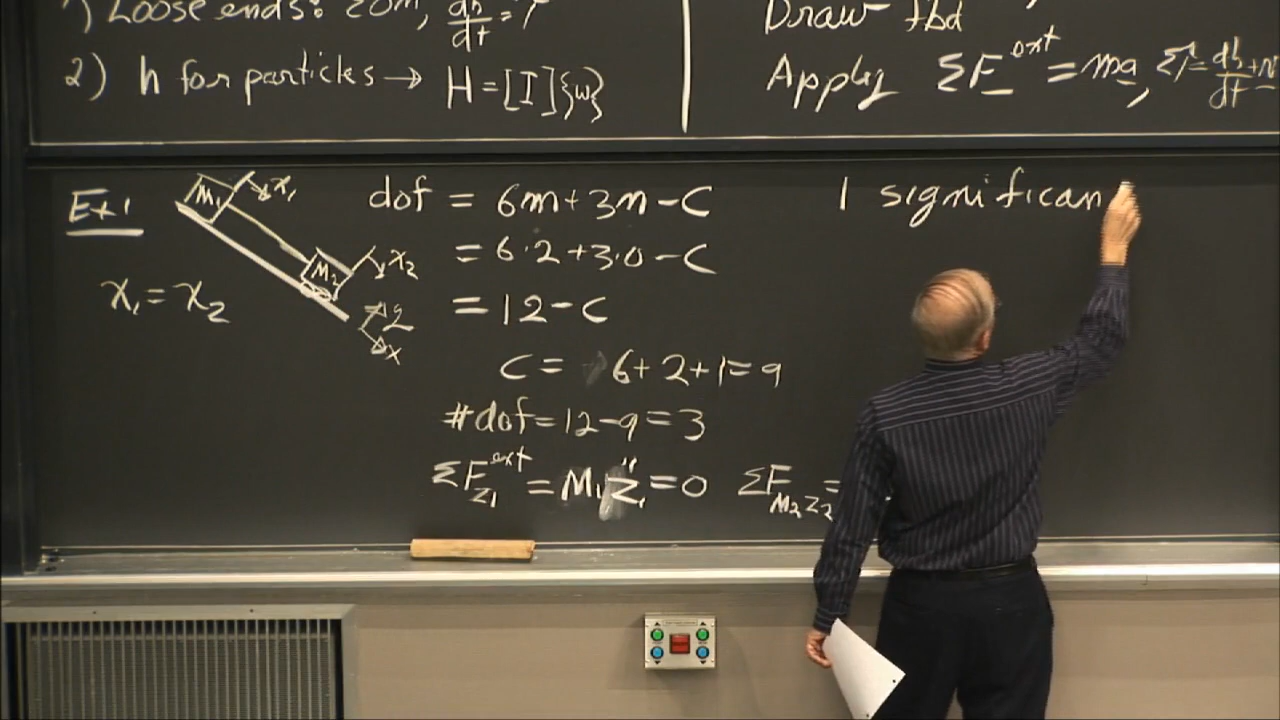 1) Loose ends: EOM, dh/dt = ?
2) h for particles → H = [I]{ω}
Draw fbd
Apply ΣF^ext = ma, Στ = dh/dt + v
Ex 1
M₁ x₁
M₂ x₂
z
x
x₁ = x₂
dof = 6m + 3n - C
= 6·2 + 3·0 - C
= 12 - C
C = 6 + 2 + 1 = 9
#dof = 12 - 9 = 3
ΣF_z₁^ext = M₁z̈₁ = 0 ΣF_M₂z₂ =
1 significan